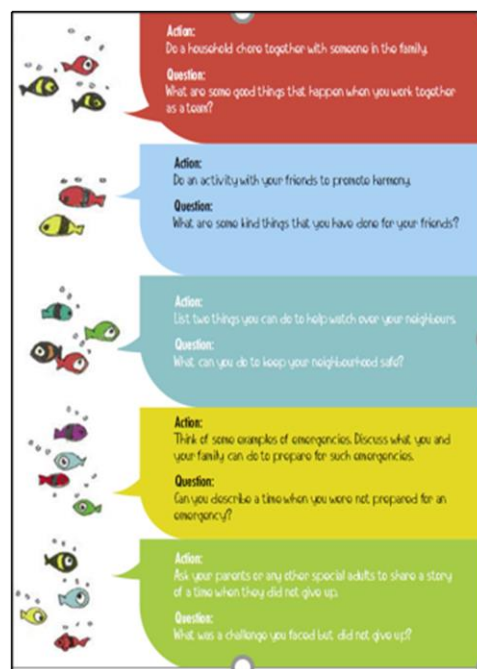 Action:
Do a household chore together with someone in the family.
Question:
What are some good things that happen when you work together
as a team?
Action:
Do an activity with your friends to promote harmony.
Question:
What are some kind things that you have done for your friends?
Action:
List two things you can do to help watch over your neighbours.
Question:
What can you do to keep your neighbourhood safe?
Action:
Think of some examples of emergencies. Discuss what you and
your family can do to prepare for such emergencies.
Question:
Can you describe a time when you were not prepared for an
emergency?
Action:
Ask your parents or any other special adults to share a story
of a time when they did not give up.
Question:
What was a challenge you faced but did not give up?